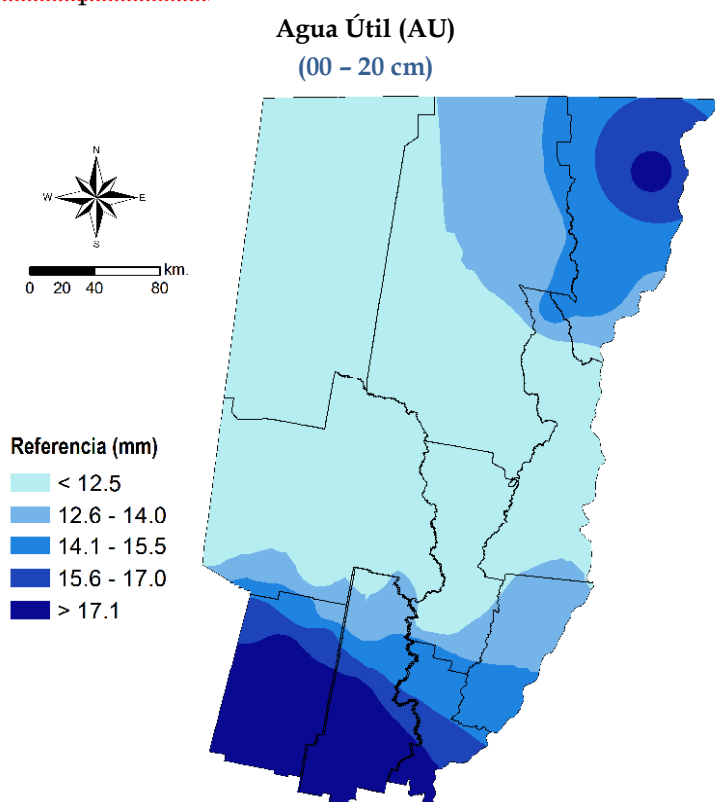 Agua Útil (AU)
(00 – 20 cm)
N
W
E
S
km.
0 20 40 80
Referencia (mm)
< 12.5
12.6 - 14.0
14.1 - 15.5
15.6 - 17.0
> 17.1